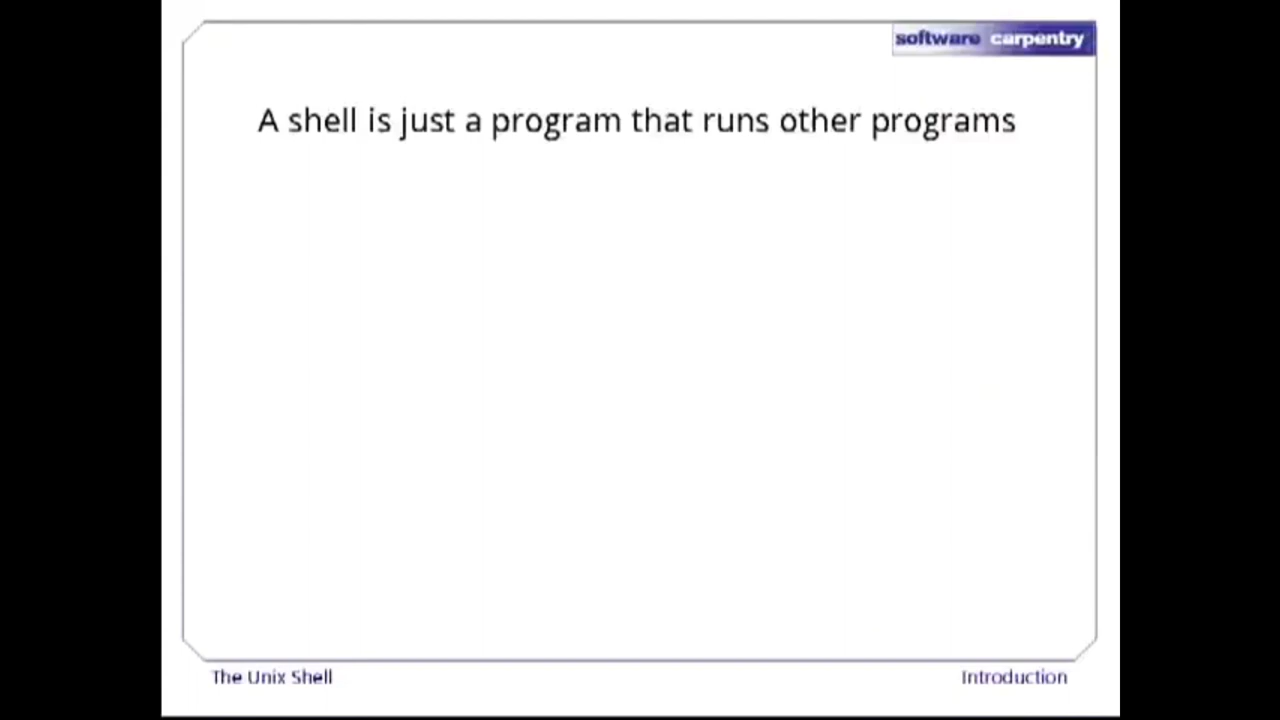 software carpentry
A shell is just a program that runs other programs
The Unix Shell
Introduction